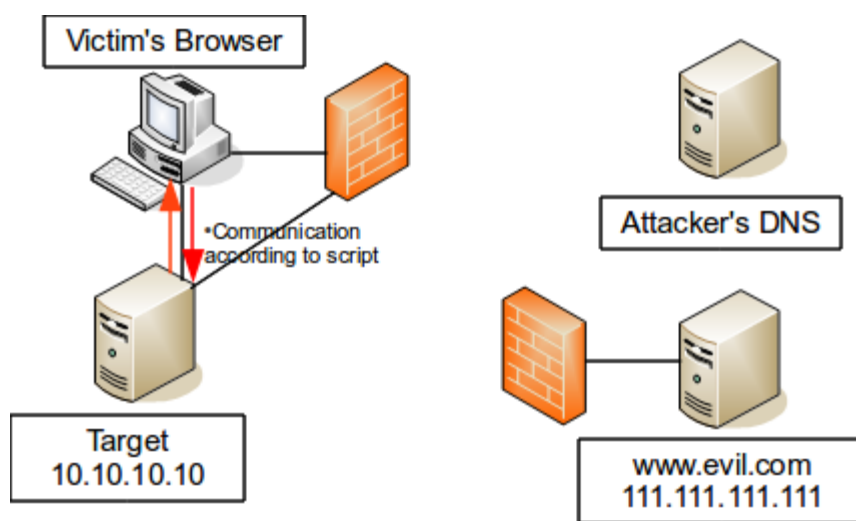 Victim's Browser
Attacker's DNS
•Communication
according to script
Target
10.10.10.10
www.evil.com
111.111.111.111